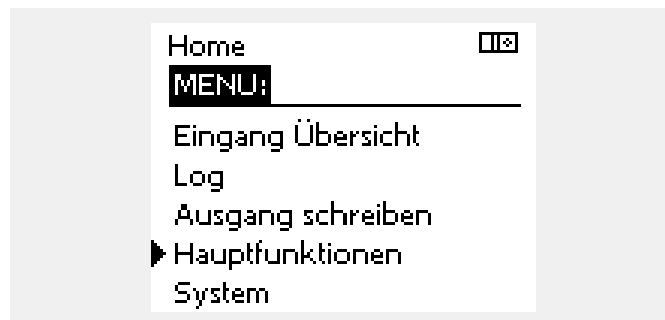 Home
MENU:
Eingang Übersicht
Log
Ausgang schreiben
Hauptfunktionen
System